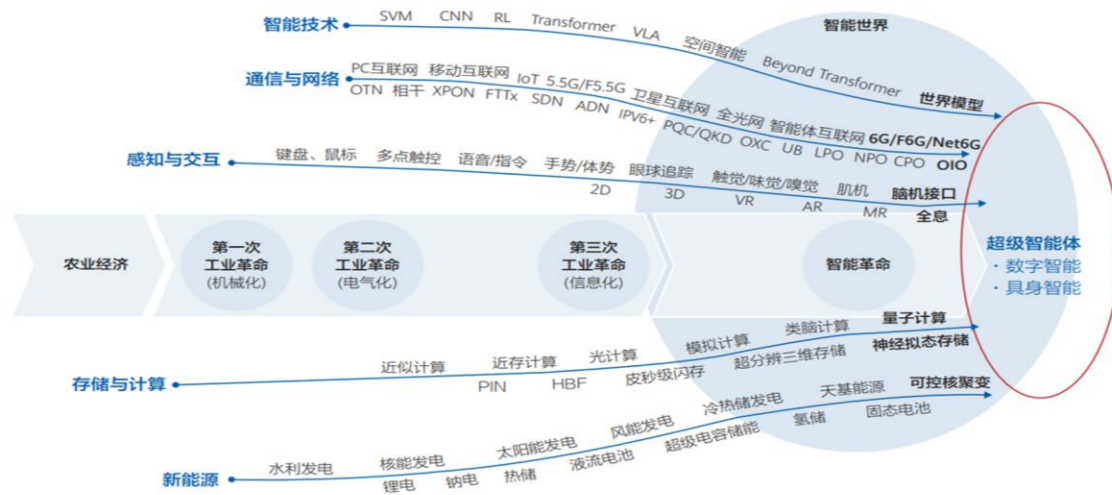 智能技术
SVM CNN RL Transformer VLA 空间智能 Beyond Transformer 世界模型
智能世界
通信与网络
PC互联网 移动互联网 IoT 5.5G/F5.5G 卫星互联网 全光网 智能体互联网 6G/F6G/Net6G
OTN 相干 XPON FTTx SDN ADN IPV6+ PQC/QKD OXC UB LPO NPO CPO OIO
感知与交互
键盘、鼠标 多点触控 语音/指令 手势/体势 眼球追踪 触觉/味觉/嗅觉 肌机 脑机接口
2D 3D VR AR MR 全息
农业经济
第一次
工业革命
(机械化)
第二次
工业革命
(电气化)
第三次
工业革命
(信息化)
智能革命
超级智能体
·数字智能
·具身智能
存储与计算
近似计算 近存计算 光计算 模拟计算 类脑计算 量子计算
PIN HBF 皮秒级闪存 超分辨三维存储 神经拟态存储
新能源
水利发电 核能发电 太阳能发电 风能发电 冷热储发电 天基能源 可控核聚变
锂电 钠电 热储 液流电池 超级电容储能 氢储 固态电池